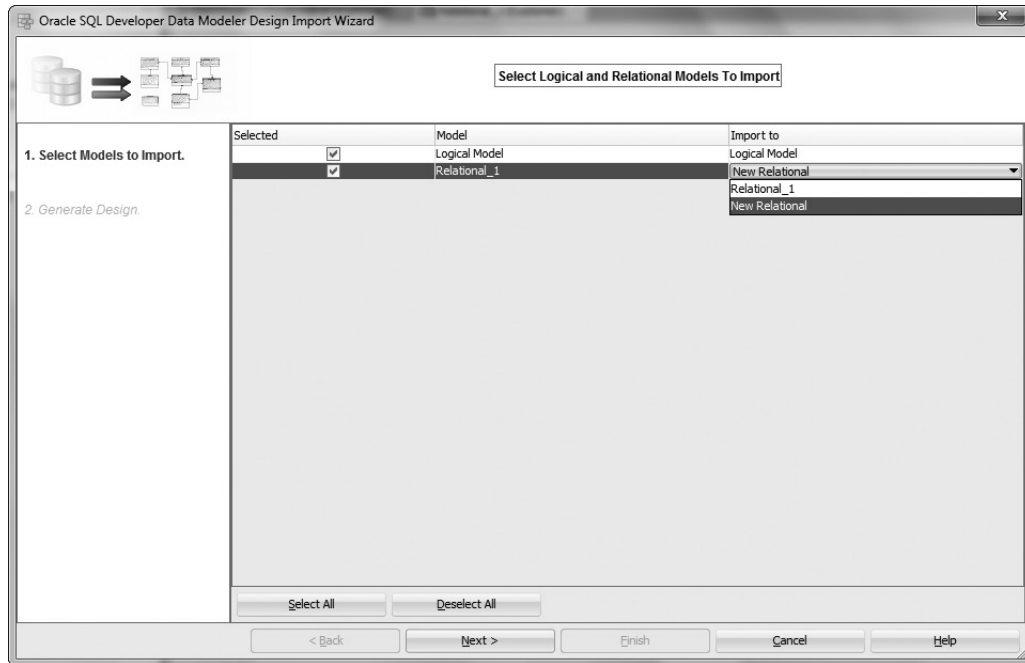 Oracle SQL Developer Data Modeler Design Import Wizard
X
Select Logical and Relational Models To Import
1. Select Models to Import.
2. Generate Design.
Selected Model Import to
Logical Model Logical Model
Relational_1 New Relational
Relational_1
New Relational
Select All Deselect All
< Back Next > Finish Cancel Help